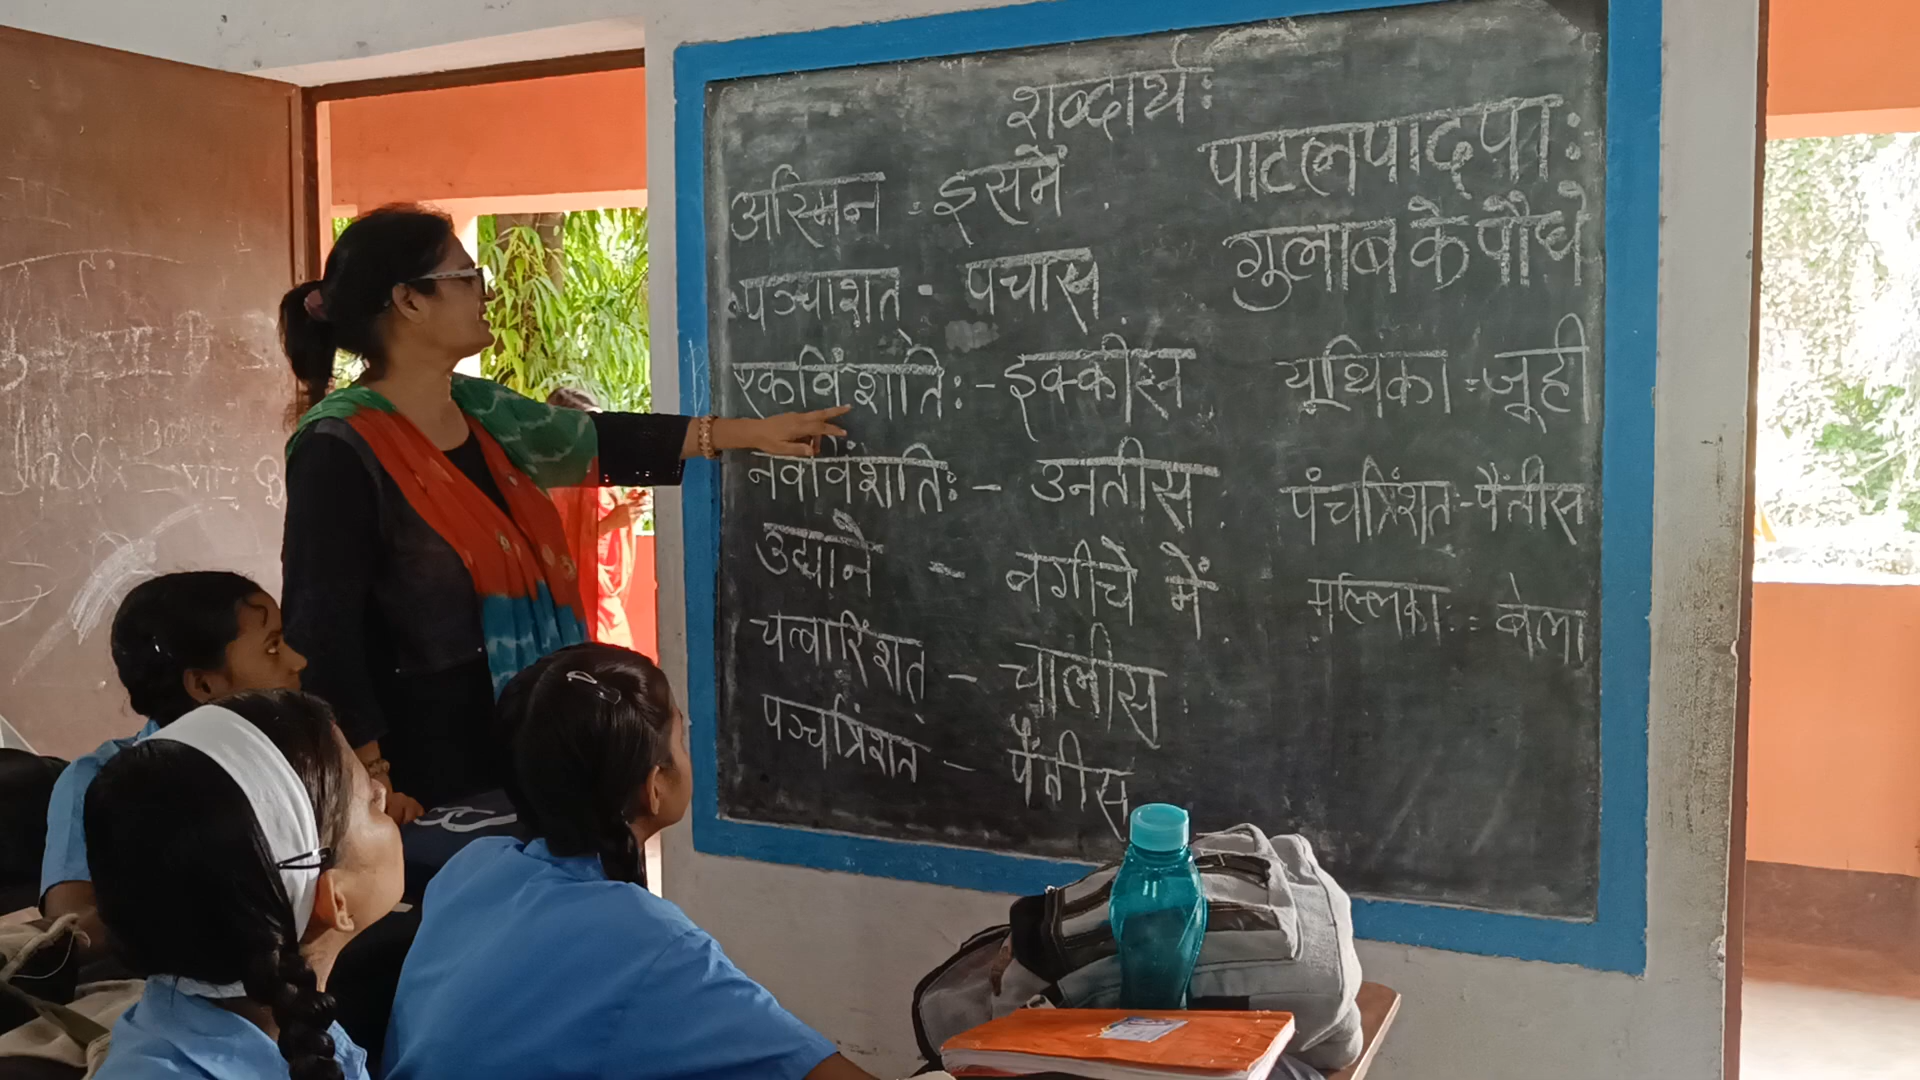 शब्दार्थः
अस्मिन = इसमें
पञ्चाशत - पचास
एकविंशतिः - इक्कीस
नवविंशतिः - उनतीस
उद्याने - बगीचे में
चत्वारिंशत् - चालीस
पञ्चत्रिंशत - पैंतीस
पाटलपादपाः
गुलाब के पौधे
यूथिका = जूही
पंचत्रिंशत - पैंतीस
मल्लिका = बेला